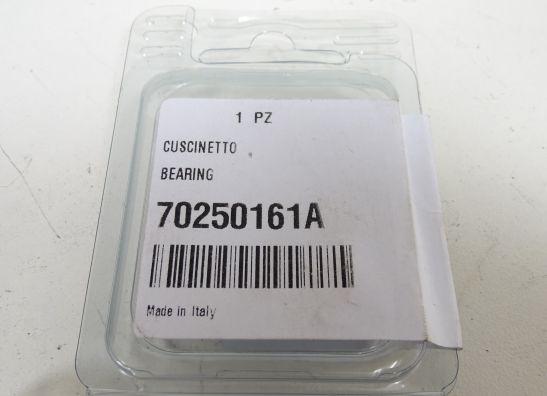 1 PZ
CUSCINETTO
BEARING
70250161A
Made in Italy